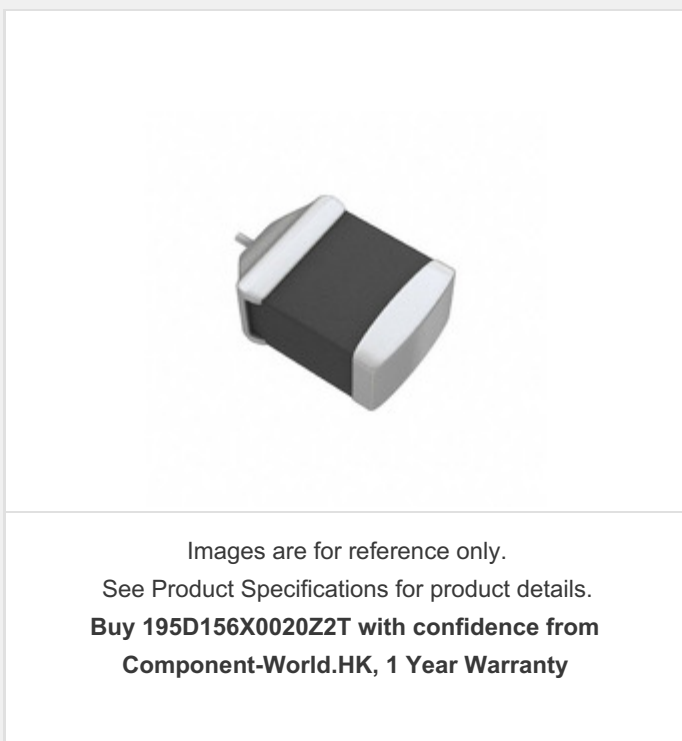 Images are for reference only.
See Product Specifications for product details.
Buy 195D156X0020Z2T with confidence from
Component-World.HK, 1 Year Warranty